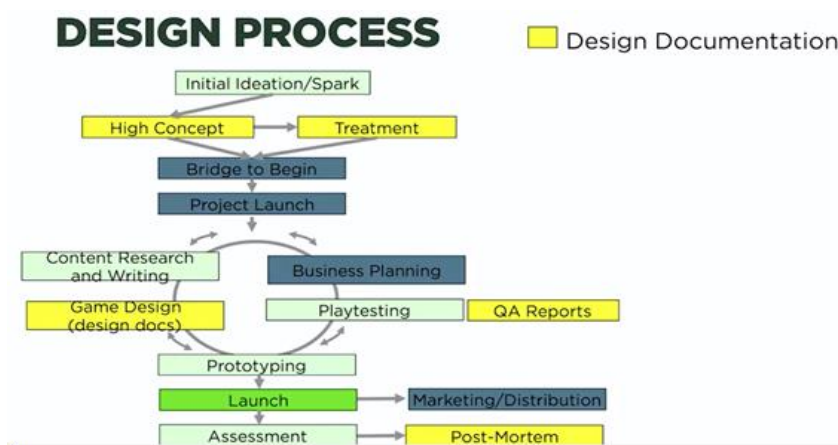 DESIGN PROCESS
Design Documentation
Initial Ideation/Spark
High Concept
Treatment
Bridge to Begin
Project Launch
Content Research
and Writing
Business Planning
Game Design
(design docs)
Playtesting
QA Reports
Prototyping
Launch
Marketing/Distribution
Assessment
Post-Mortem